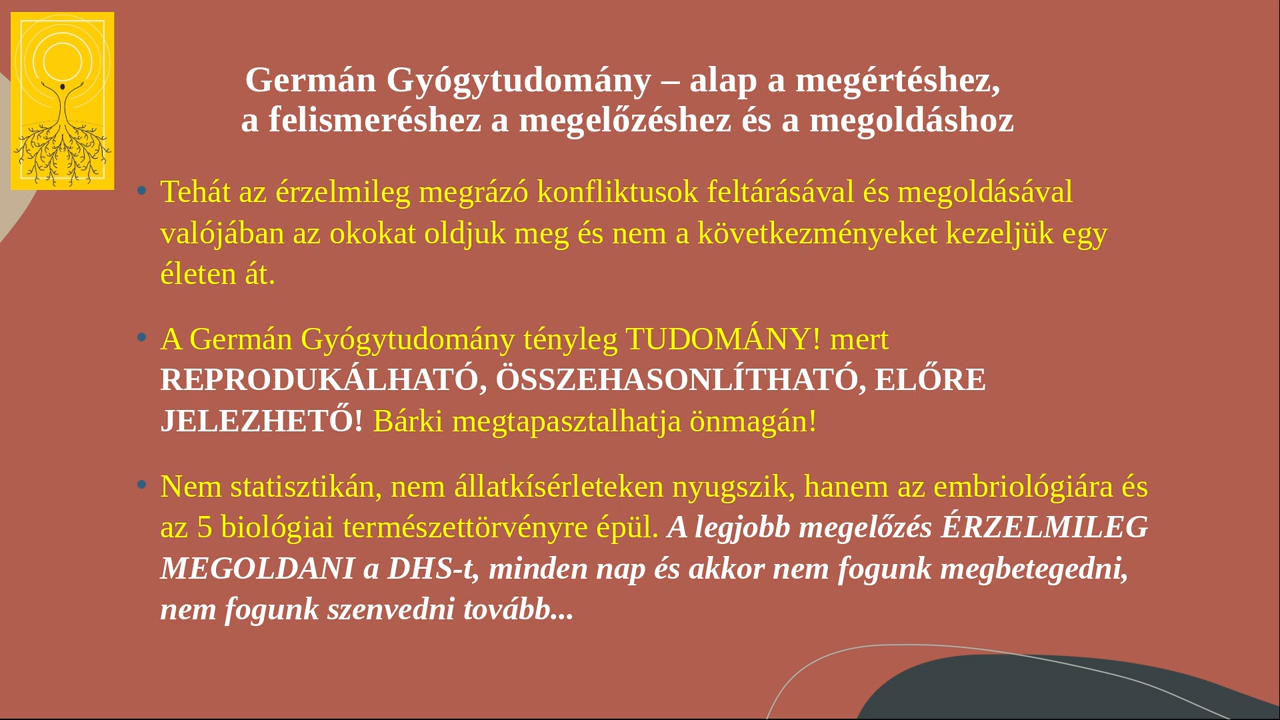 Germán Gyógytudomány – alap a megértéshez,
a felismeréshez a megelőzéshez és a megoldáshoz
• Tehát az érzelmileg megrázó konfliktusok feltárásával és megoldásával
valójában az okokat oldjuk meg és nem a következményeket kezeljük egy
életen át.
• A Germán Gyógytudomány tényleg TUDOMÁNY! mert
REPRODUKÁLHATÓ, ÖSSZEHASONLÍTHATÓ, ELŐRE
JELEZHETŐ! Bárki megtapasztalhatja önmagán!
• Nem statisztikán, nem állatkísérleteken nyugszik, hanem az embriológiára és
az 5 biológiai természettörvényre épül. A legjobb megelőzés ÉRZELMILEG
MEGOLDANI a DHS-t, minden nap és akkor nem fogunk megbetegedni,
nem fogunk szenvedni tovább...